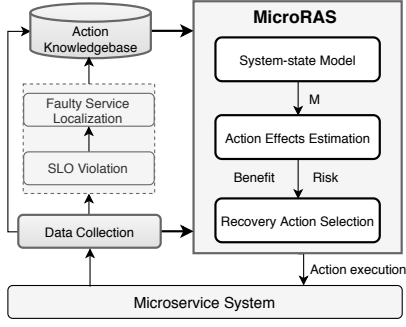 Action
Knowledgebase
Faulty Service
Localization
SLO Violation
Data Collection
MicroRAS
System-state Model
M
Action Effects Estimation
Benefit Risk
Recovery Action Selection
Action execution
Microservice System